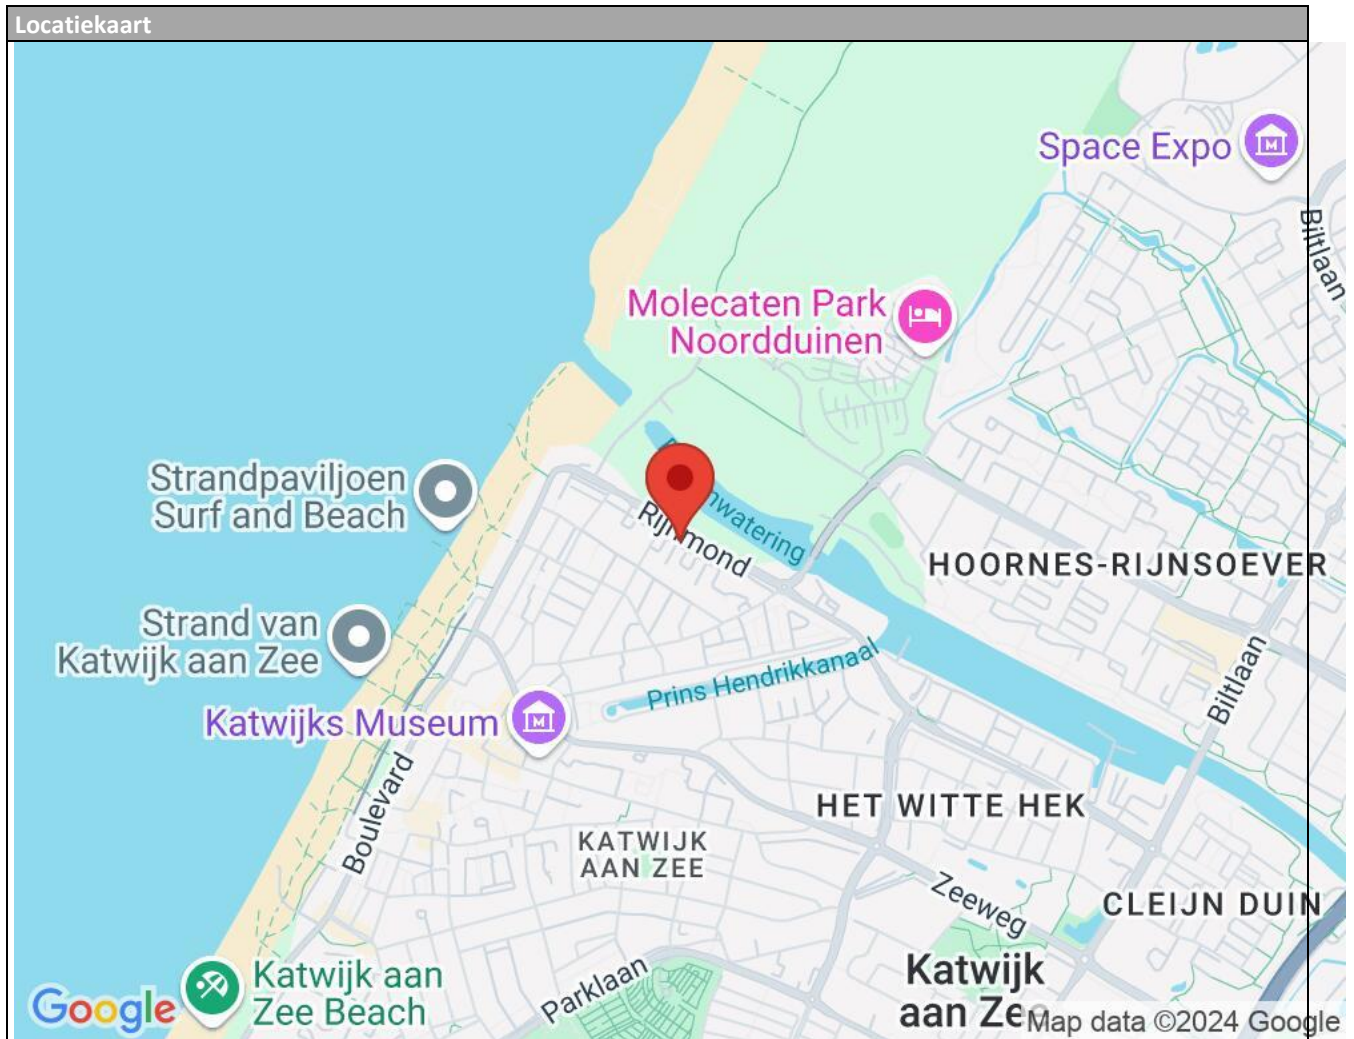 Locatiekaart
Space Expo
Biltlaan
Molecaten Park
Noordduinen
Strandpaviljoen
Surf and Beach
Rijnmond
HOORNES-RIJNSOEVER
Strand van
Katwijk aan Zee
Prins Hendrikkanaal
Biltlaan
Katwijks Museum
Boulevard
HET WITTE HEK
KATWIJK
AAN ZEE
Zeeweg
CLEIJN DUIN
Katwijk
aan Zee
Parklaan
Katwijk aan
Zee Beach
Google
Map data ©2024 Google